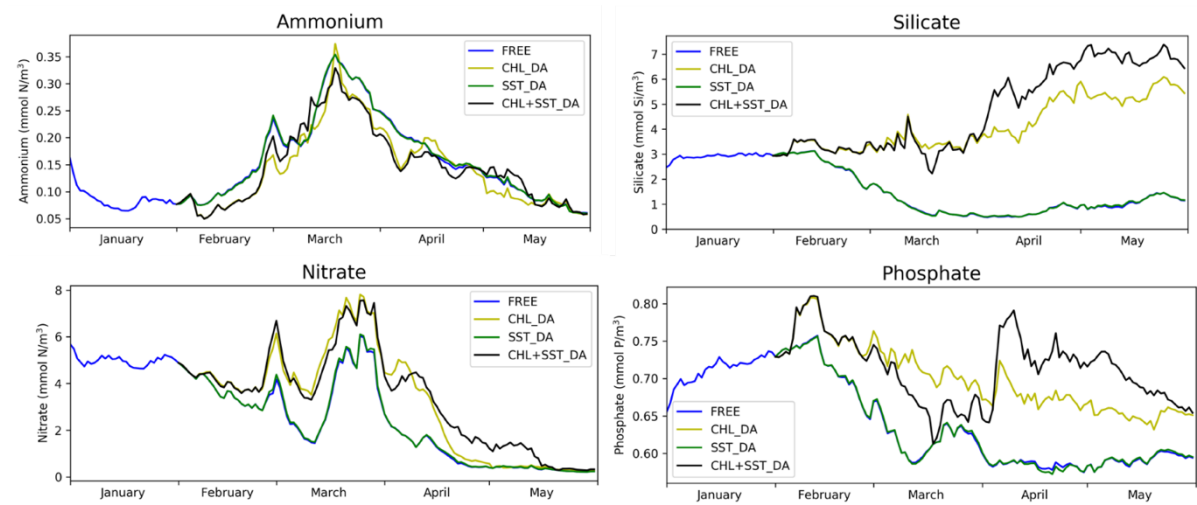 Ammonium
Ammonium (mmol N/m³)
0.35
0.30
0.25
0.20
0.15
0.10
0.05
FREE
CHL_DA
SST_DA
CHL+SST_DA
January February March April May
Silicate
Silicate (mmol Si/m³)
7
6
5
4
3
2
1
0
FREE
CHL_DA
SST_DA
CHL+SST_DA
January February March April May
Nitrate
Nitrate (mmol N/m³)
8
6
4
2
0
FREE
CHL_DA
SST_DA
CHL+SST_DA
January February March April May
Phosphate
Phosphate (mmol P/m³)
0.80
0.75
0.70
0.65
0.60
FREE
CHL_DA
SST_DA
CHL+SST_DA
January February March April May